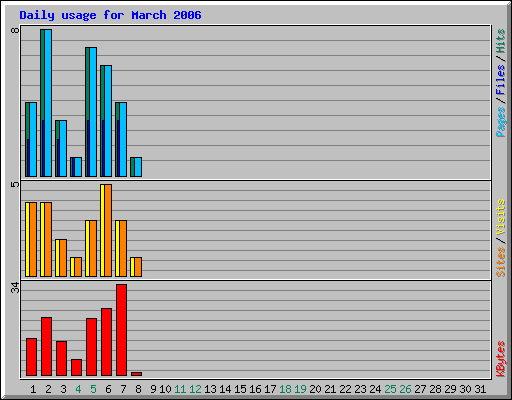 Daily usage for March 2006
8
Pages/Files/Hits
5
Sites/Visits
34
KBytes
1 2 3 4 5 6 7 8 9 10 11 12 13 14 15 16 17 18 19 20 21 22 23 24 25 26 27 28 29 30 31